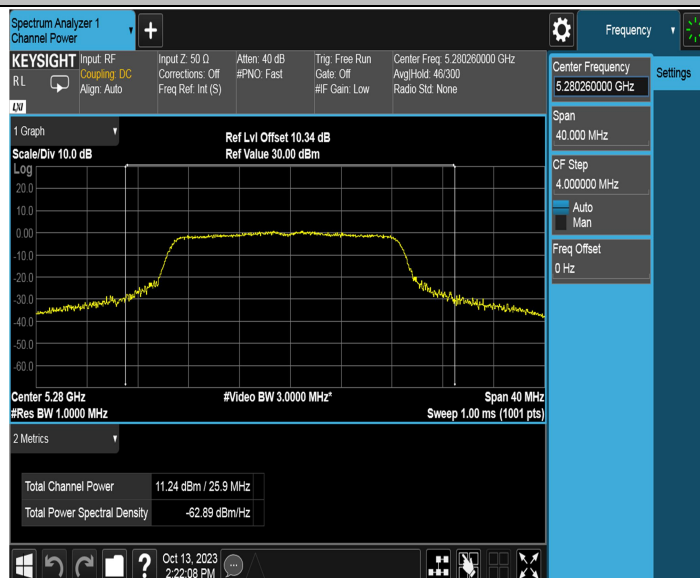 Spectrum Analyzer 1
Channel Power
+
Frequency
KEYSIGHT
RL
LXI
Input: RF
Coupling: DC
Align: Auto
Input Z: 50 Ω
Corrections: Off
Freq Ref: Int (S)
Atten: 40 dB
#PNO: Fast
Trig: Free Run
Gate: Off
#IF Gain: Low
Center Freq: 5.280260000 GHz
Avg|Hold: 46/300
Radio Std: None
Center Frequency
5.280260000 GHz
Settings
Span
40.000 MHz
CF Step
4.000000 MHz
Auto
Man
Freq Offset
0 Hz
1 Graph
Scale/Div 10.0 dB
Ref Lvl Offset 10.34 dB
Ref Value 30.00 dBm
Log
20.0
10.0
0.00
-10.0
-20.0
-30.0
-40.0
-50.0
-60.0
Center 5.28 GHz
#Video BW 3.0000 MHz*
Span 40 MHz
#Res BW 1.0000 MHz
Sweep 1.00 ms (1001 pts)
2 Metrics
Total Channel Power 11.24 dBm / 25.9 MHz
Total Power Spectral Density -62.89 dBm/Hz
?
Oct 13, 2023
2:22:08 PM